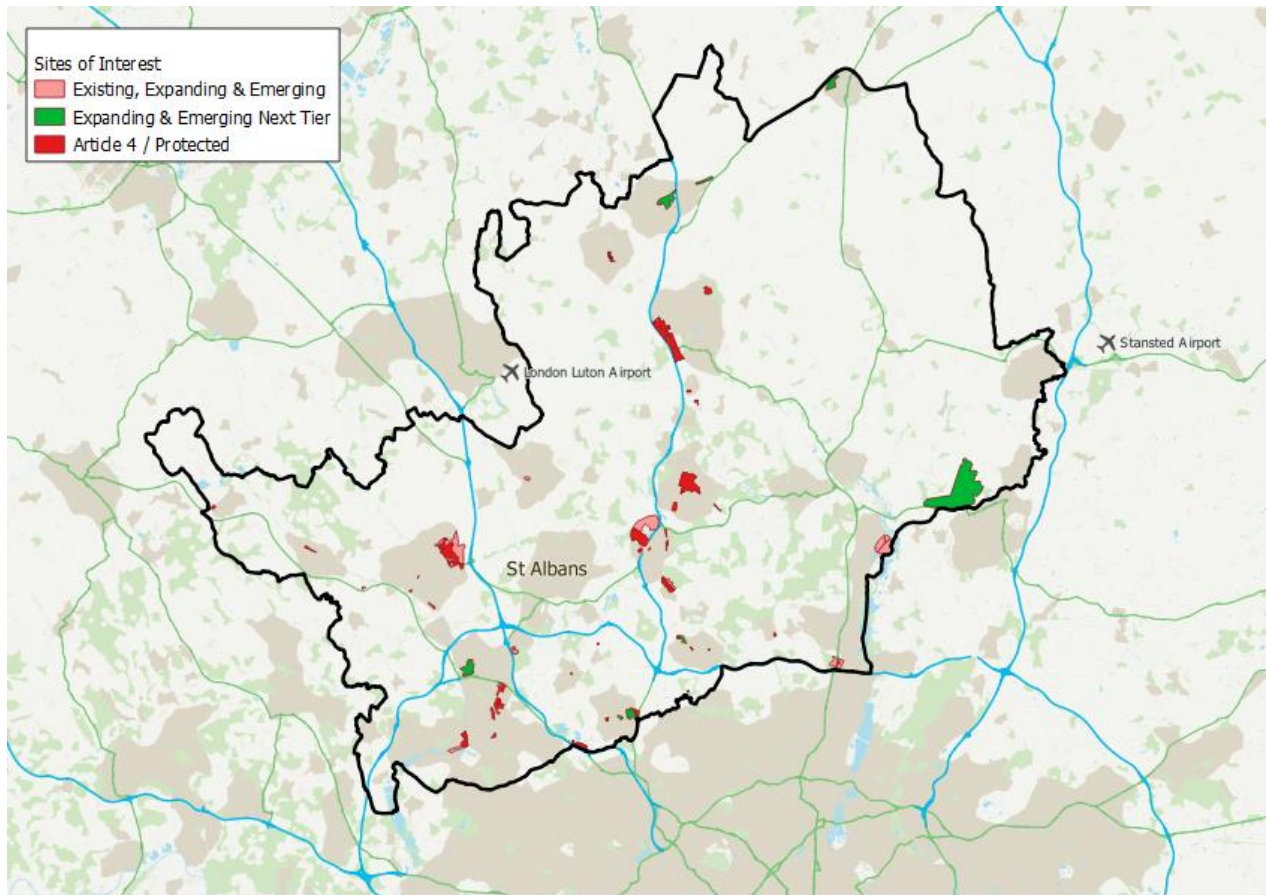 Sites of Interest
Existing, Expanding & Emerging
Expanding & Emerging Next Tier
Article 4 / Protected
Stansted Airport
London Luton Airport
St Albans